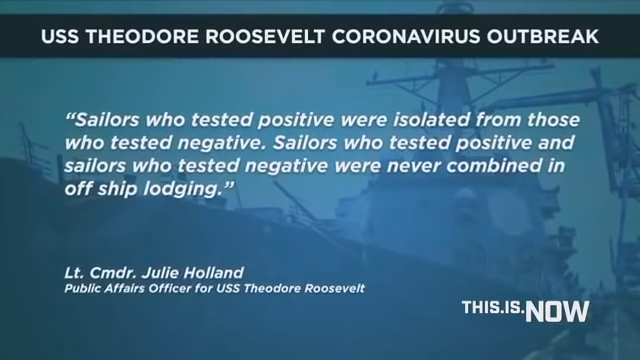 USS THEODORE ROOSEVELT CORONAVIRUS OUTBREAK
“Sailors who tested positive were isolated from those
who tested negative. Sailors who tested positive and
sailors who tested negative were never combined in
off ship lodging.”
Lt. Cmdr. Julie Holland
Public Affairs Officer for USS Theodore Roosevelt
THIS.IS.NOW